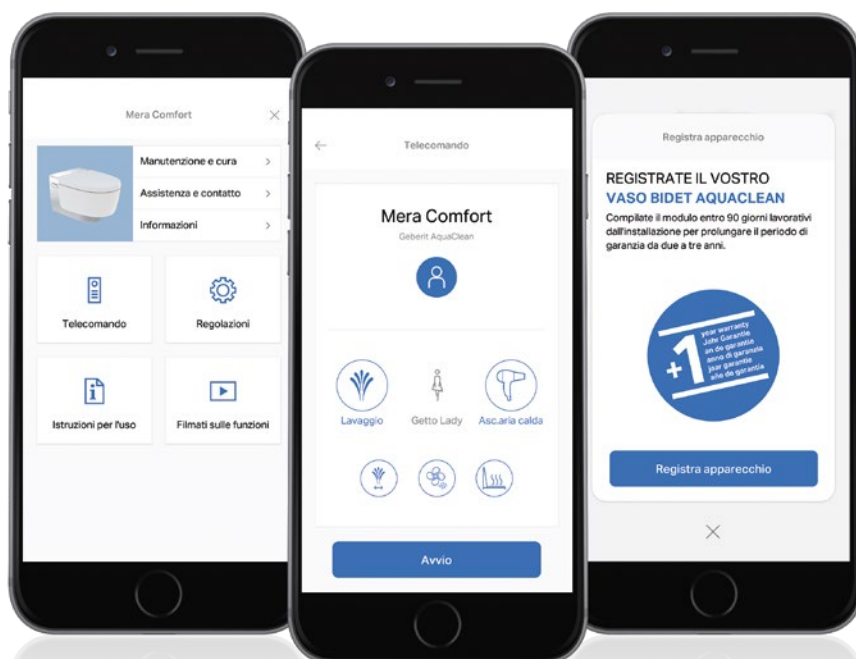 Mera Comfort
Manutenzione e cura
Assistenza e contatto
Informazioni
Telecomando
Regolazioni
Istruzioni per l'uso
Filmati sulle funzioni
Telecomando
Mera Comfort
Geberit AquaClean
Lavaggio
Getto Lady
Asc.aria calda
Avvio
Registra apparecchio
REGISTRATE IL VOSTRO
VASO BIDET AQUACLEAN
Compilate il modulo entro 90 giorni lavorativi
dall'installazione per prolungare il periodo di
garanzia da due a tre anni.
+1
year warranty
Jahr Garantie
an de garantie
anno di garanzia
jaar garantie
año de garantía
Registra apparecchio